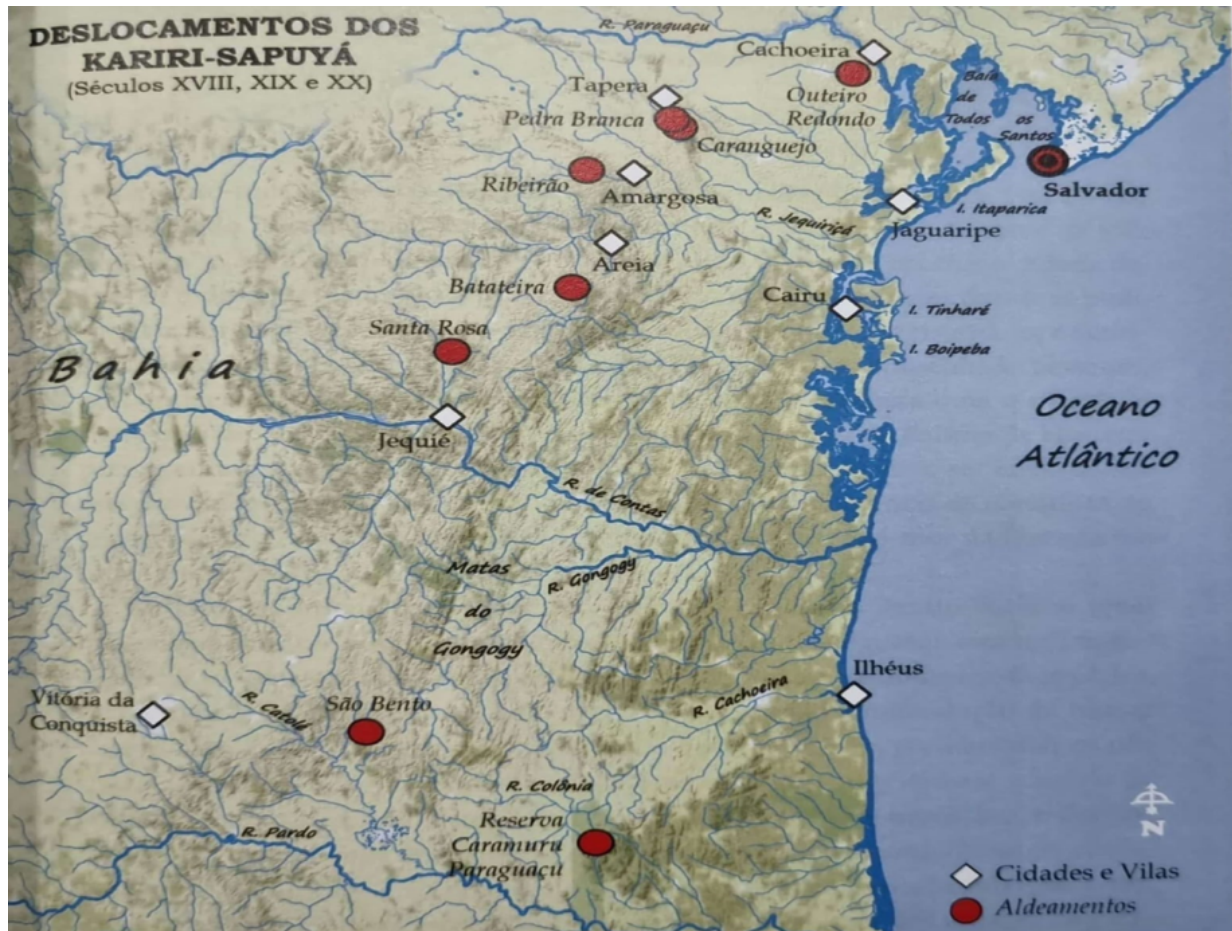 DESLOCAMENTOS DOS
KARIRI-SAPUYÁ
(Séculos XVIII, XIX e XX)
R. Paraguaçu
Cachoeira
Tapera
Outeiro
Redondo
Baia
de
Todos os
Santos
Pedra Branca
Caranguejo
Ribeirão
Amargosa
Salvador
R. Jequiriçá
I. Itaparica
Jaguaripe
Areia
Batateira
Cairu
I. Tinharé
Santa Rosa
I. Boipeba
Bahia
Oceano
Atlântico
Jequié
R. de Contas
Matas
do
Gongogy
R. Gongogy
Ilhéus
Vitória da
Conquista
R. Catolé
São Bento
R. Cachoeira
R. Colônia
Reserva
Caramuru
Paraguaçu
R. Pardo
N
Cidades e Vilas
Aldeamentos